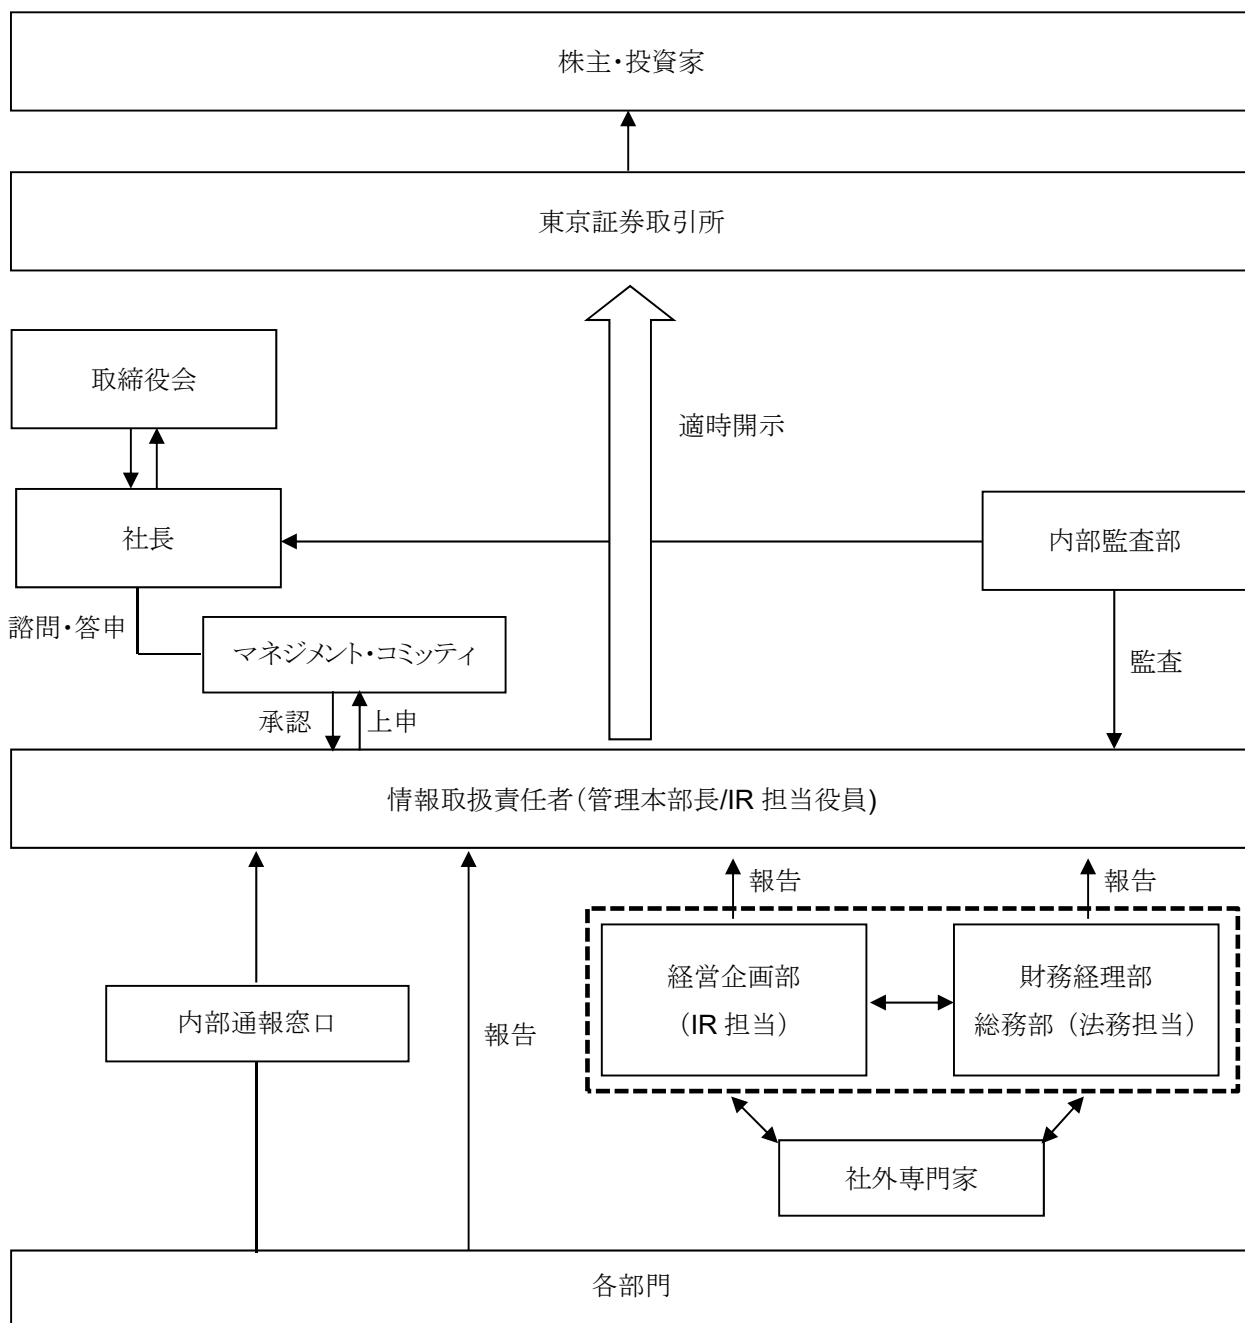 株主・投資家
東京証券取引所
取締役会
適時開示
社長
内部監査部
諮問・答申
マネジメント・コミッティ
監査
承認
上申
情報取扱責任者(管理本部長/IR 担当役員)
報告
報告
経営企画部
(IR 担当)
財務経理部
総務部(法務担当)
内部通報窓口
報告
社外専門家
各部門